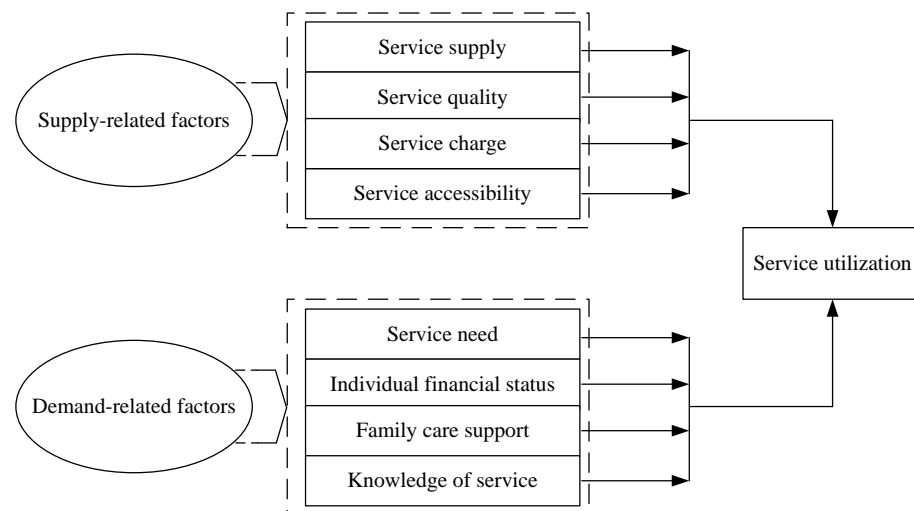 Supply-related factors
Service supply
Service quality
Service charge
Service accessibility
Service utilization
Demand-related factors
Service need
Individual financial status
Family care support
Knowledge of service